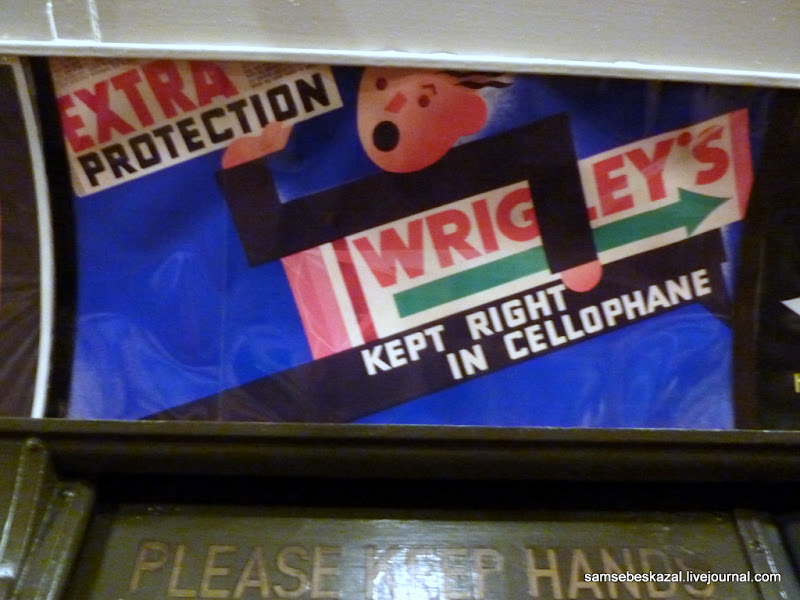 EXTRA
PROTECTION
WRIGLEY'S
KEPT RIGHT
IN CELLOPHANE
PLEASE KEEP HANDS
samsebeskazal.livejournal.com